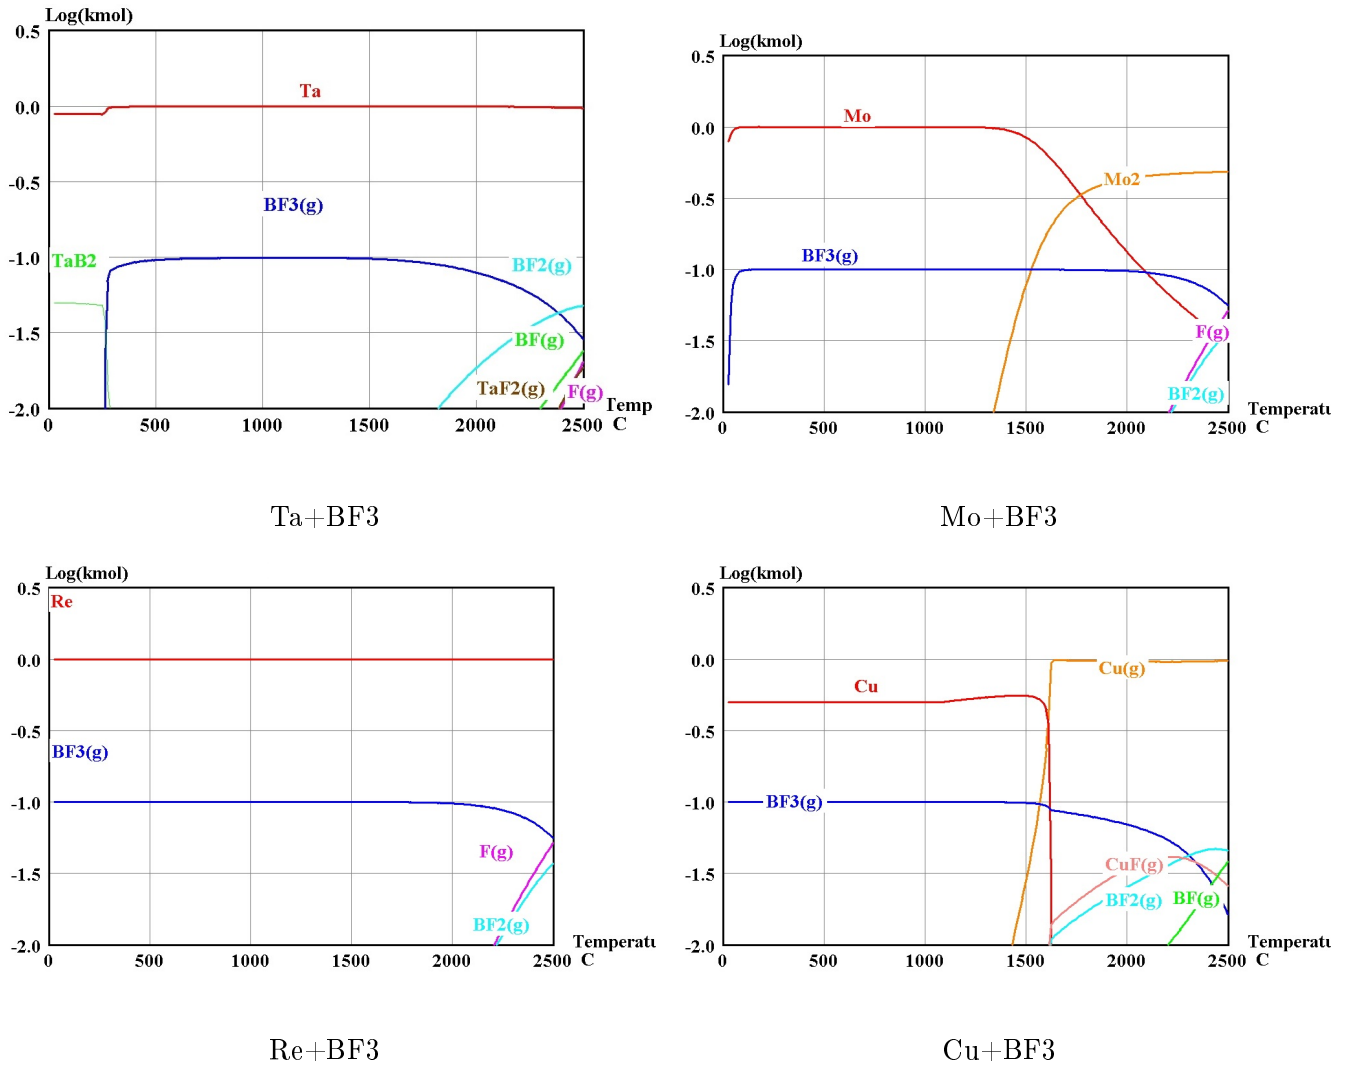 Log(kmol)
0.5
0.0
-0.5
-1.0
-1.5
-2.0
Ta
BF3(g)
TaB2
BF2(g)
BF(g)
TaF2(g)
F(g)
Temp
0 500 1000 1500 2000 2500 C
Ta+BF3
Log(kmol)
0.5
0.0
-0.5
-1.0
-1.5
-2.0
Mo
Mo2
BF3(g)
F(g)
BF2(g)
Temperatu
0 500 1000 1500 2000 2500 C
Mo+BF3
Log(kmol)
0.5
Re
0.0
-0.5
BF3(g)
-1.0
-1.5
-2.0
F(g)
BF2(g)
Temperatu
0 500 1000 1500 2000 2500 C
Re+BF3
Log(kmol)
0.5
0.0
-0.5
-1.0
-1.5
-2.0
Cu(g)
Cu
BF3(g)
CuF(g)
BF2(g)
BF(g)
Temperatu
0 500 1000 1500 2000 2500 C
Cu+BF3